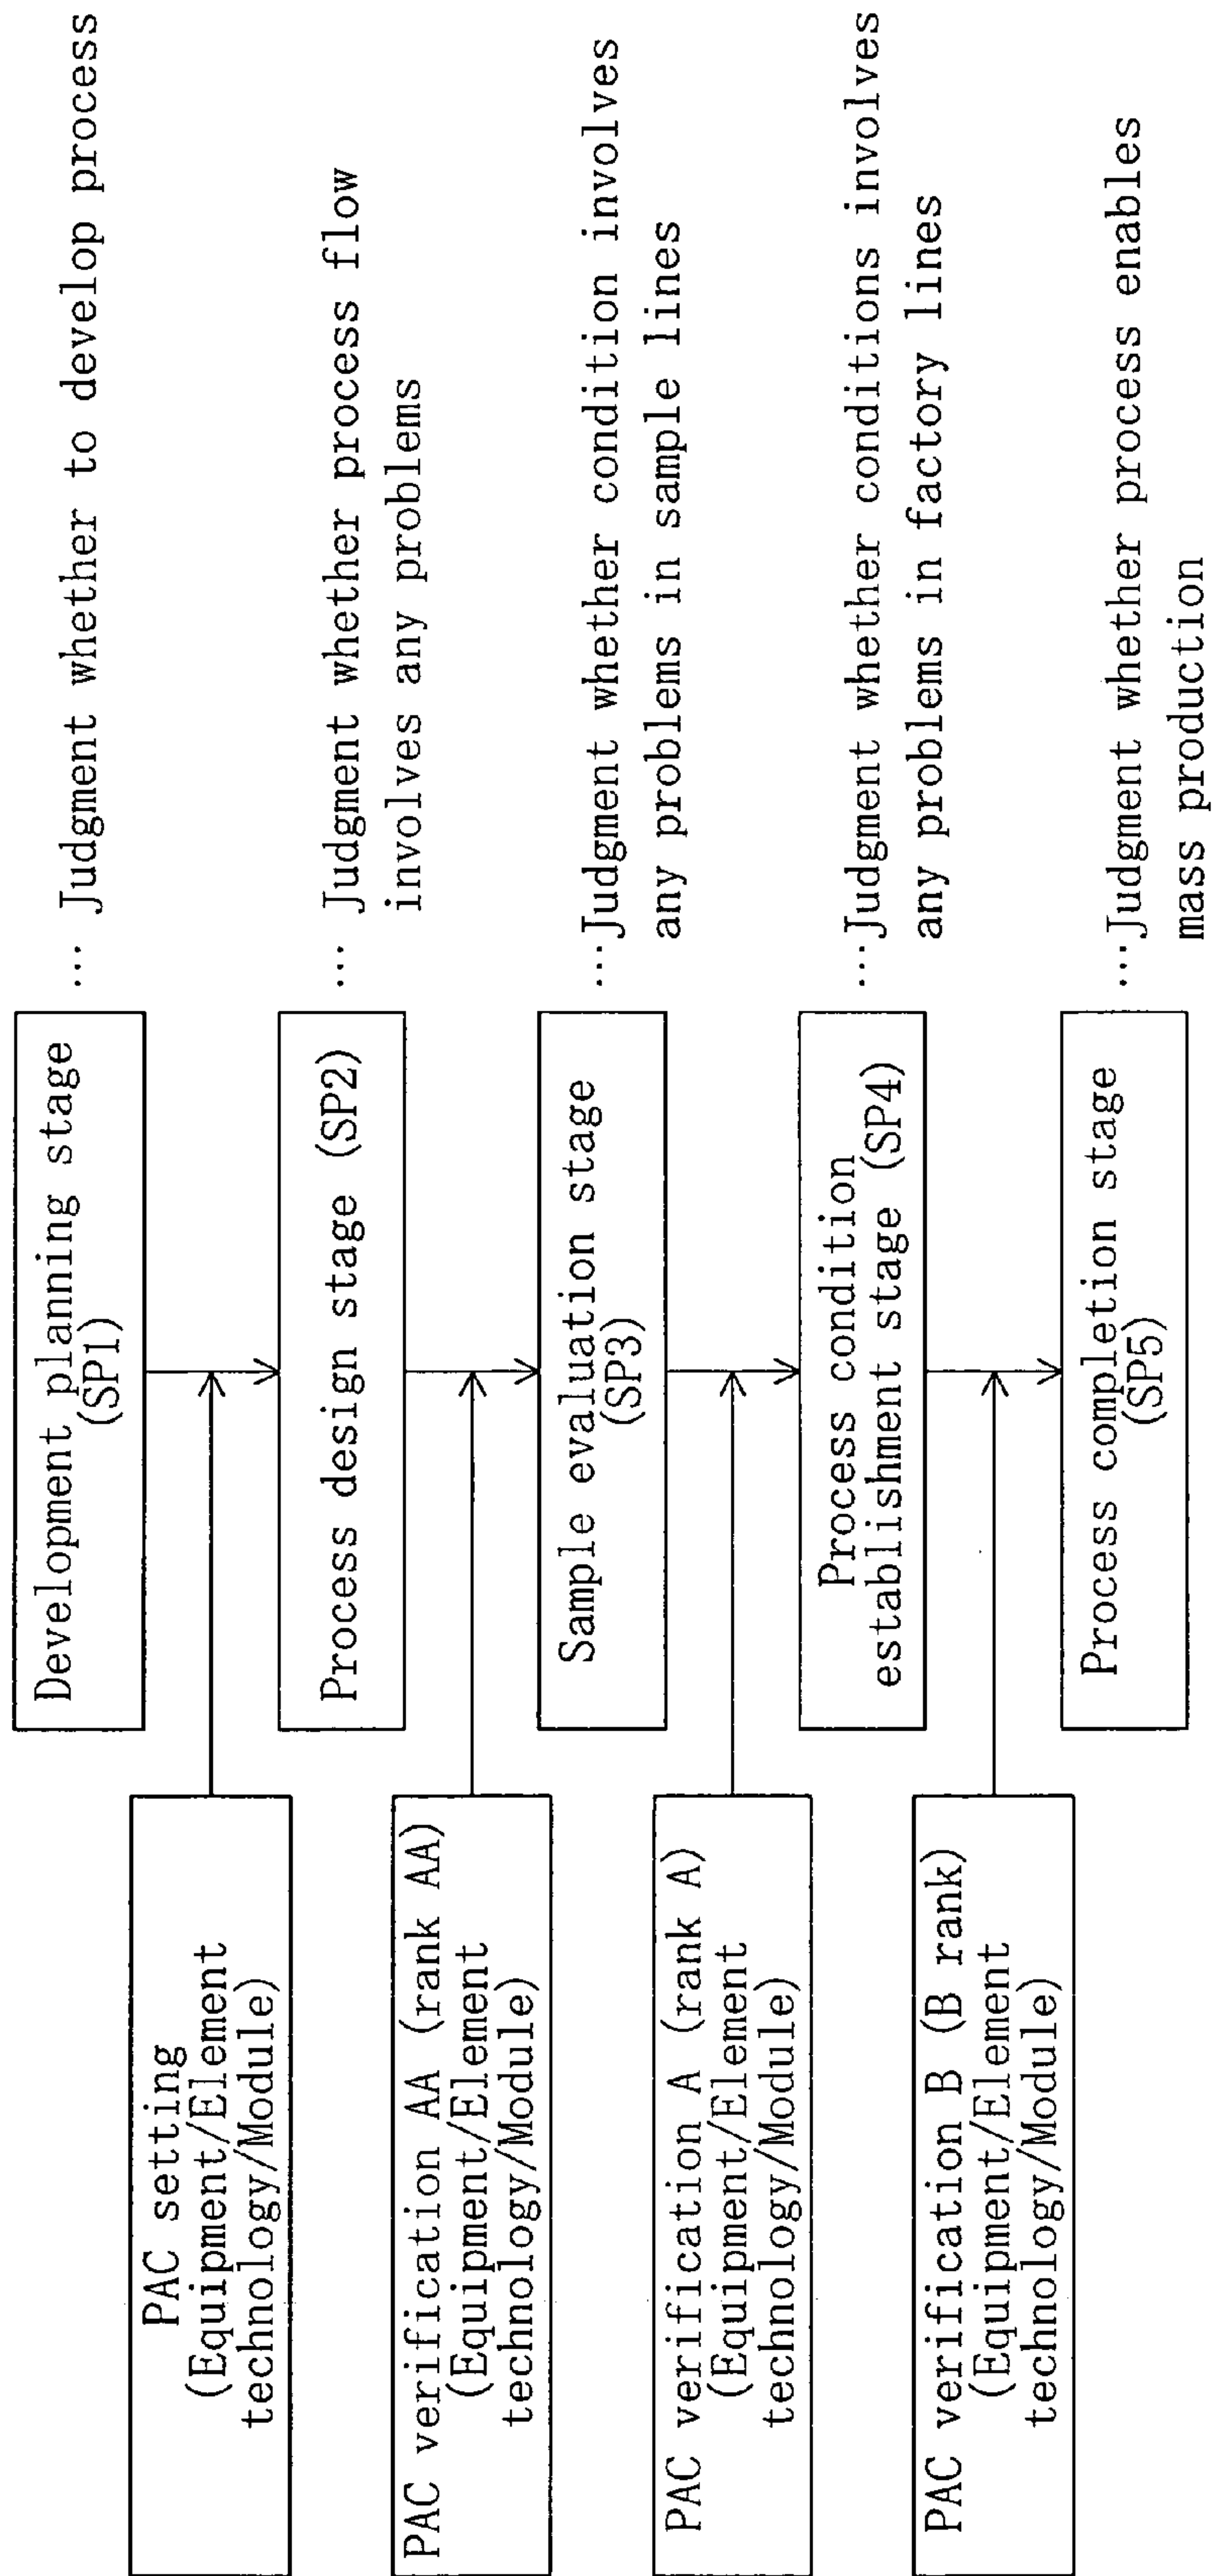 Development planning stage
(SP1)
... Judgment whether to develop process
PAC setting
(Equipment/Element
technology/Module)
Process design stage (SP2)
... Judgment whether process flow
involves any problems
PAC verification AA (rank AA)
(Equipment/Element
technology/Module)
Sample evaluation stage
(SP3)
...Judgment whether condition involves
any problems in sample lines
PAC verification A (rank A)
(Equipment/Element
technology/Module)
Process condition
establishment stage (SP4)
...Judgment whether conditions involves
any problems in factory lines
PAC verification B (B rank)
(Equipment/Element
technology/Module)
Process completion stage
(SP5)
...Judgment whether process enables
mass production